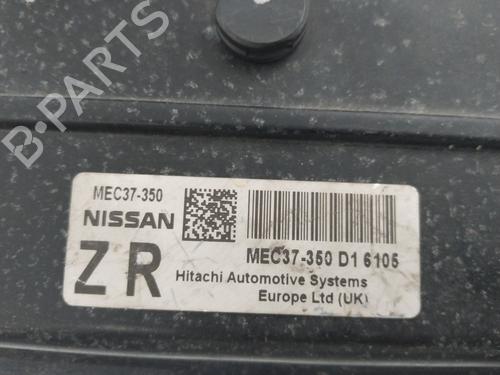 B-PARTS
MEC37-350
NISSAN
ZR
MEC37-350 D1 6105
Hitachi Automotive Systems
Europe Ltd (UK)